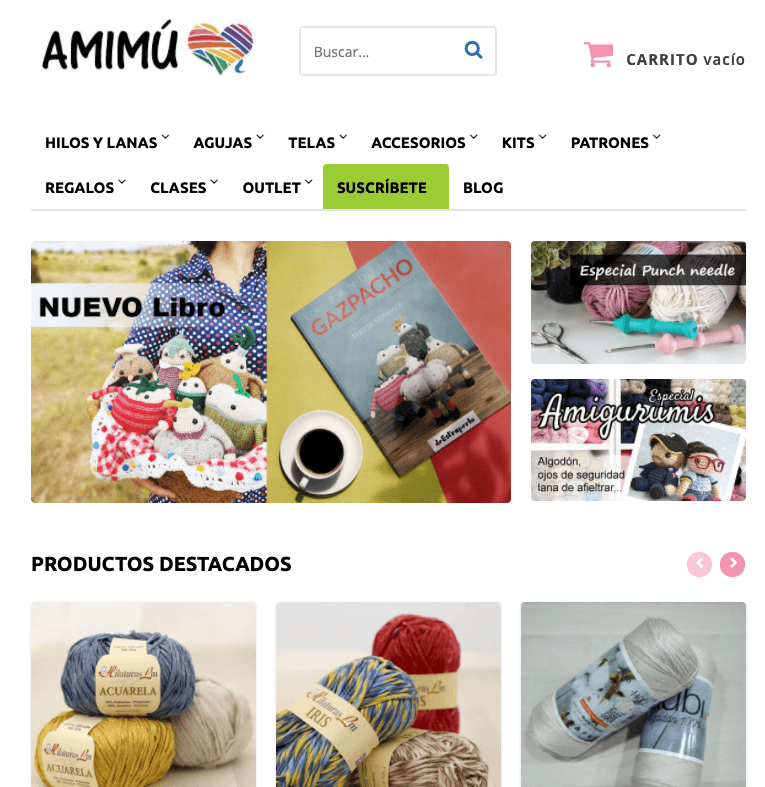 AMIMÚ
Buscar...
CARRITO vacío
HILOS Y LANAS
AGUJAS
TELAS
ACCESORIOS
KITS
PATRONES
REGALOS
CLASES
OUTLET
SUSCRÍBETE
BLOG
NUEVO Libro
GAZPACHO
deEstraperlo
Especial Punch needle
Especial
Amigurumis
Algodón,
ojos de seguridad
lana de afieltrar,..
PRODUCTOS DESTACADOS
ACUARELA
ACUARELA
IRIS